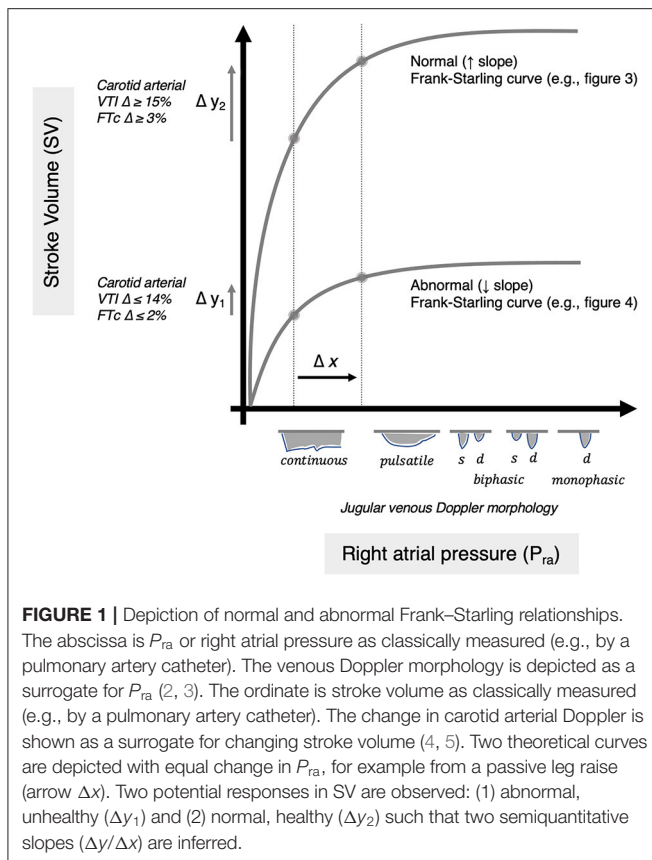 Carotid arterial
VTI Δ ≥ 15%
FTc Δ ≥ 3%
Δ y₂
Normal (↑ slope)
Frank-Starling curve (e.g., figure 3)
Stroke Volume (SV)
Carotid arterial
VTI Δ ≤ 14%
FTc Δ ≤ 2%
Δ y₁
Abnormal (↓ slope)
Frank-Starling curve (e.g., figure 4)
Δ x
continuous
pulsatile
s d s d
biphasic
d
monophasic
Jugular venous Doppler morphology
Right atrial pressure (Pra)
FIGURE 1 | Depiction of normal and abnormal Frank–Starling relationships.
The abscissa is Pra or right atrial pressure as classically measured (e.g., by a
pulmonary artery catheter). The venous Doppler morphology is depicted as a
surrogate for Pra (2, 3). The ordinate is stroke volume as classically measured
(e.g., by a pulmonary artery catheter). The change in carotid arterial Doppler is
shown as a surrogate for changing stroke volume (4, 5). Two theoretical curves
are depicted with equal change in Pra, for example from a passive leg raise
(arrow Δx). Two potential responses in SV are observed: (1) abnormal,
unhealthy (Δy₁) and (2) normal, healthy (Δy₂) such that two semiquantitative
slopes (Δy/Δx) are inferred.